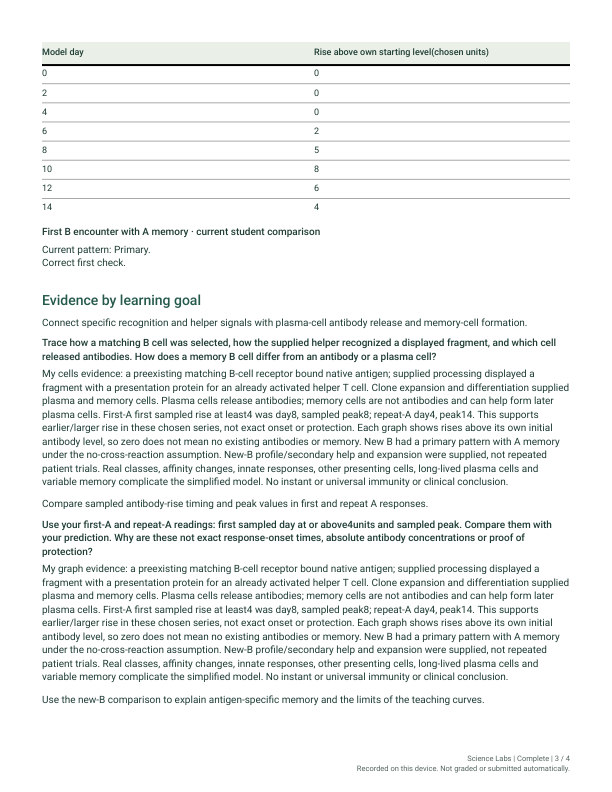 Model day Rise above own starting level(chosen units)
0 0
2 0
4 0
6 2
8 5
10 8
12 6
14 4
First B encounter with A memory · current student comparison
Current pattern: Primary.
Correct first check.
Evidence by learning goal
Connect specific recognition and helper signals with plasma-cell antibody release and memory-cell formation.
Trace how a matching B cell was selected, how the supplied helper recognized a displayed fragment, and which cell
released antibodies. How does a memory B cell differ from an antibody or a plasma cell?
My cells evidence: a preexisting matching B-cell receptor bound native antigen; supplied processing displayed a
fragment with a presentation protein for an already activated helper T cell. Clone expansion and differentiation supplied
plasma and memory cells. Plasma cells release antibodies; memory cells are not antibodies and can help form later
plasma cells. First-A first sampled rise at least4 was day8, sampled peak8; repeat-A day4, peak14. This supports
earlier/larger rise in these chosen series, not exact onset or protection. Each graph shows rises above its own initial
antibody level, so zero does not mean no existing antibodies or memory. New B had a primary pattern with A memory
under the no-cross-reaction assumption. New-B profile/secondary help and expansion were supplied, not repeated
patient trials. Real classes, affinity changes, innate responses, other presenting cells, long-lived plasma cells and
variable memory complicate the simplified model. No instant or universal immunity or clinical conclusion.
Compare sampled antibody-rise timing and peak values in first and repeat A responses.
Use your first-A and repeat-A readings: first sampled day at or above4units and sampled peak. Compare them with
your prediction. Why are these not exact response-onset times, absolute antibody concentrations or proof of
protection?
My graph evidence: a preexisting matching B-cell receptor bound native antigen; supplied processing displayed a
fragment with a presentation protein for an already activated helper T cell. Clone expansion and differentiation supplied
plasma and memory cells. Plasma cells release antibodies; memory cells are not antibodies and can help form later
plasma cells. First-A first sampled rise at least4 was day8, sampled peak8; repeat-A day4, peak14. This supports
earlier/larger rise in these chosen series, not exact onset or protection. Each graph shows rises above its own initial
antibody level, so zero does not mean no existing antibodies or memory. New B had a primary pattern with A memory
under the no-cross-reaction assumption. New-B profile/secondary help and expansion were supplied, not repeated
patient trials. Real classes, affinity changes, innate responses, other presenting cells, long-lived plasma cells and
variable memory complicate the simplified model. No instant or universal immunity or clinical conclusion.
Use the new-B comparison to explain antigen-specific memory and the limits of the teaching curves.
Science Labs | Complete | 3 / 4
Recorded on this device. Not graded or submitted automatically.